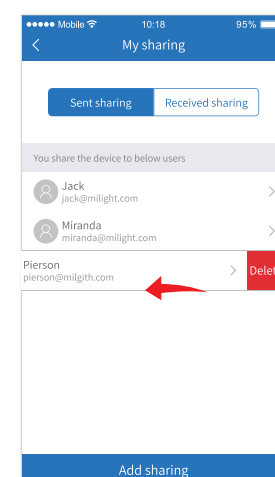 Mobile 10:18 95%
My sharing
Sent sharing Received sharing
You share the device to below users
Jack
jack@milight.com
Miranda
miranda@milight.com
Pierson
pierson@milgith.com
Delet
Add sharing